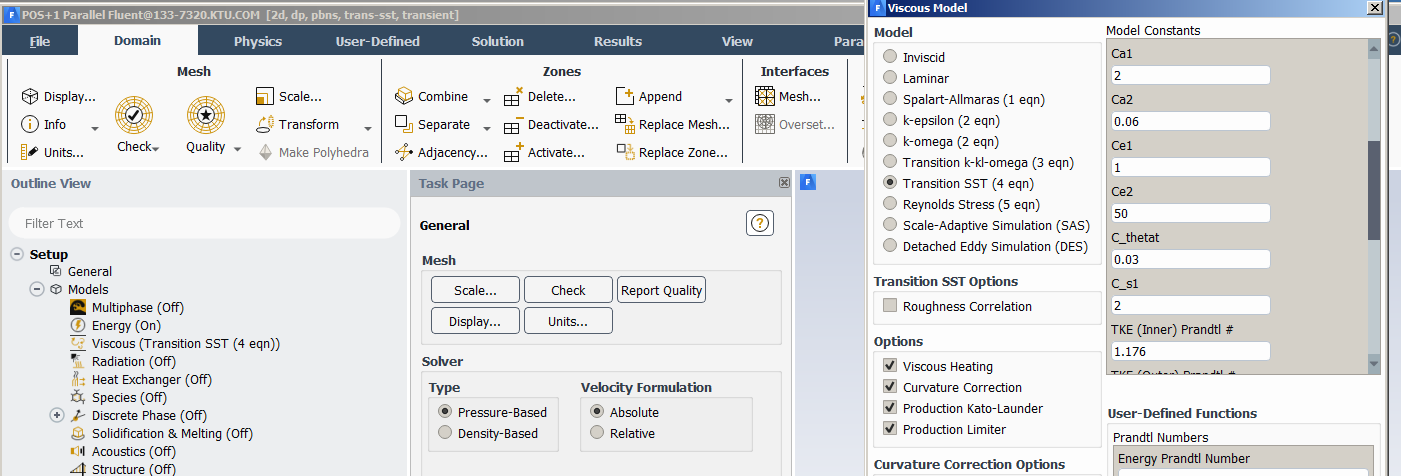 POS+1 Parallel Fluent@133-7320.KTU.COM [2d, dp, pbns, trans-sst, transient]
File Domain Physics User-Defined Solution Results View Para
Mesh
Display...
Info
Units...
Check
Quality
Scale...
Transform
Make Polyhedra
Zones
Combine
Separate
Adjacency...
Delete...
Deactivate...
Activate...
Append
Replace Mesh...
Replace Zone...
Interfaces
Mesh...
Overset...
Outline View
Filter Text
Setup
General
Models
Multiphase (Off)
Energy (On)
Viscous (Transition SST (4 eqn))
Radiation (Off)
Heat Exchanger (Off)
Species (Off)
Discrete Phase (Off)
Solidification & Melting (Off)
Acoustics (Off)
Structure (Off)
Task Page
General
?
Mesh
Scale... Check Report Quality
Display... Units...
Solver
Type
Pressure-Based
Density-Based
Velocity Formulation
Absolute
Relative
Viscous Model
Model
Inviscid
Laminar
Spalart-Allmaras (1 eqn)
k-epsilon (2 eqn)
k-omega (2 eqn)
Transition k-kl-omega (3 eqn)
Transition SST (4 eqn)
Reynolds Stress (5 eqn)
Scale-Adaptive Simulation (SAS)
Detached Eddy Simulation (DES)
Transition SST Options
Roughness Correlation
Options
Viscous Heating
Curvature Correction
Production Kato-Launder
Production Limiter
Curvature Correction Options
Model Constants
Ca1
2
Ca2
0.06
Ce1
1
Ce2
50
C_thetat
0.03
C_s1
2
TKE (Inner) Prandtl #
1.176
TKE (Outer) Prandtl #
User-Defined Functions
Prandtl Numbers
Energy Prandtl Number